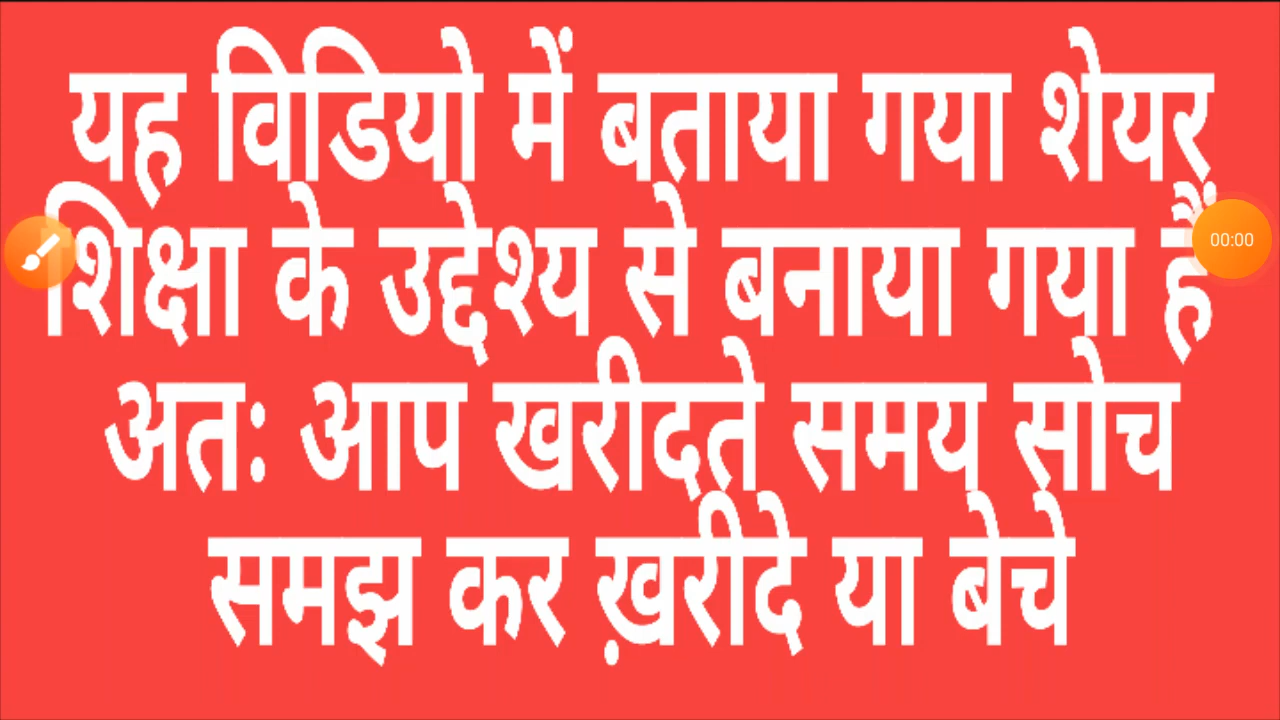 यह विडियो में बताया गया शेयर
शिक्षा के उद्देश्य से बनाया गया हैं
अतः आप खरीदते समय सोच
समझ कर ख़रीदे या बेचे
00:00